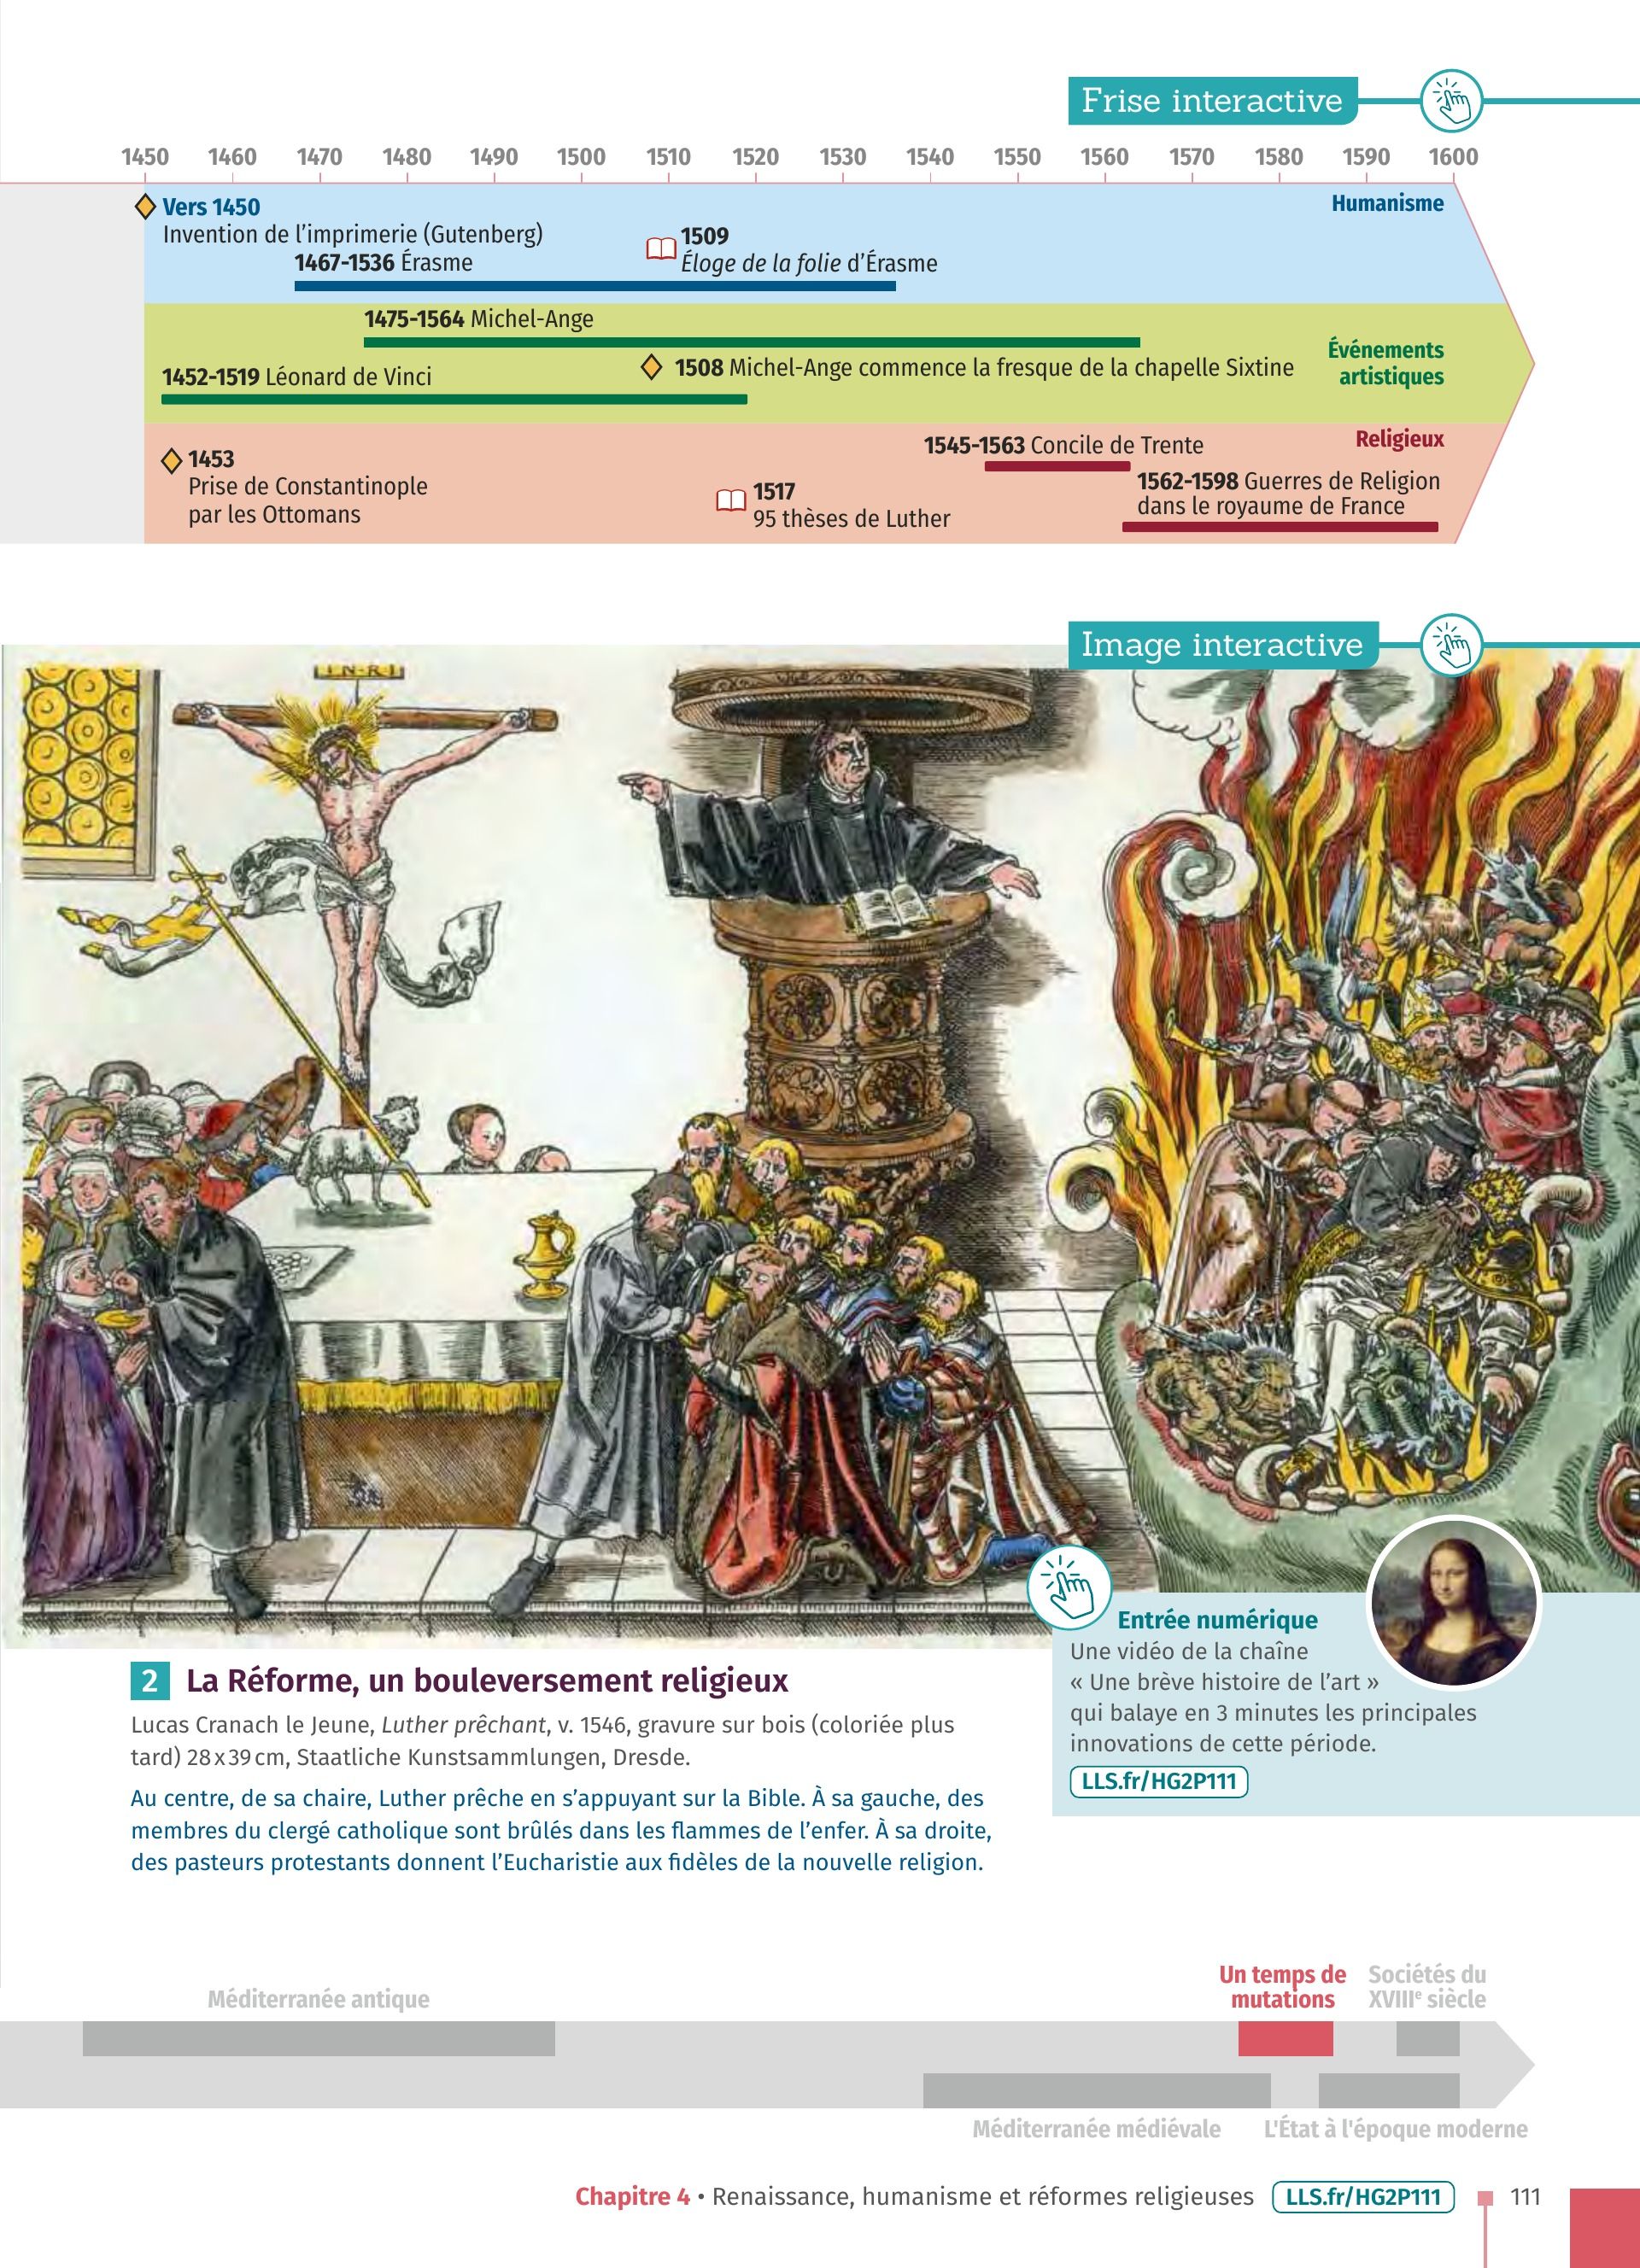 Frise interactive
1450 1460 1470 1480 1490 1500 1510 1520 1530 1540 1550 1560 1570 1580 1590 1600
Humanisme
Vers 1450
Invention de l'imprimerie (Gutenberg)
1467-1536 Érasme
1509
Éloge de la folie d'Érasme
1475-1564 Michel-Ange
1508 Michel-Ange commence la fresque de la chapelle Sixtine
1452-1519 Léonard de Vinci
Événements
artistiques
Religieux
1453
Prise de Constantinople
par les Ottomans
1517
95 thèses de Luther
1545-1563 Concile de Trente
1562-1598 Guerres de Religion
dans le royaume de France
Image interactive
I·N·R·I
Entrée numérique
Une vidéo de la chaîne
« Une brève histoire de l'art »
qui balaye en 3 minutes les principales
innovations de cette période.
LLS.fr/HG2P111
2 La Réforme, un bouleversement religieux
Lucas Cranach le Jeune, Luther prêchant, v. 1546, gravure sur bois (coloriée plus
tard) 28 x 39 cm, Staatliche Kunstsammlungen, Dresde.
Au centre, de sa chaire, Luther prêche en s'appuyant sur la Bible. À sa gauche, des
membres du clergé catholique sont brûlés dans les flammes de l'enfer. À sa droite,
des pasteurs protestants donnent l'Eucharistie aux fidèles de la nouvelle religion.
Méditerranée antique
Un temps de
mutations
Sociétés du
XVIIIe siècle
Méditerranée médiévale
L'État à l'époque moderne
Chapitre 4 • Renaissance, humanisme et réformes religieuses LLS.fr/HG2P111 111